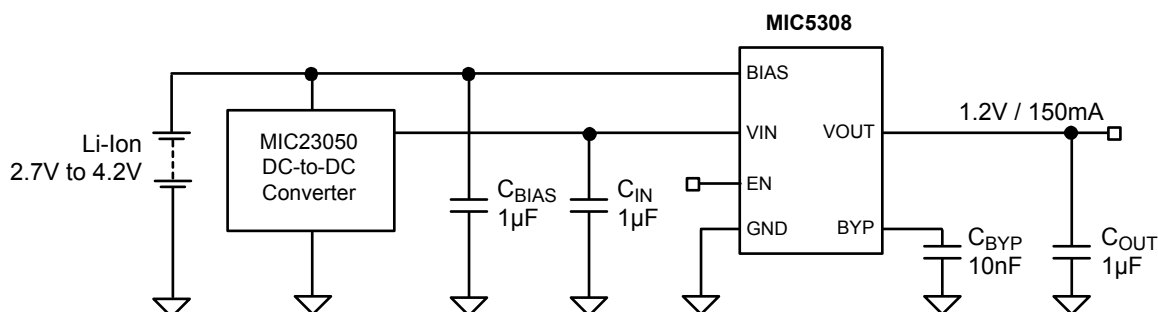 MIC5308
BIAS
VIN
EN
GND
VOUT
BYP
1.2V / 150mA
Li-Ion
2.7V to 4.2V
MIC23050
DC-to-DC
Converter
CBIAS
1µF
CIN
1µF
CBYP
10nF
COUT
1µF